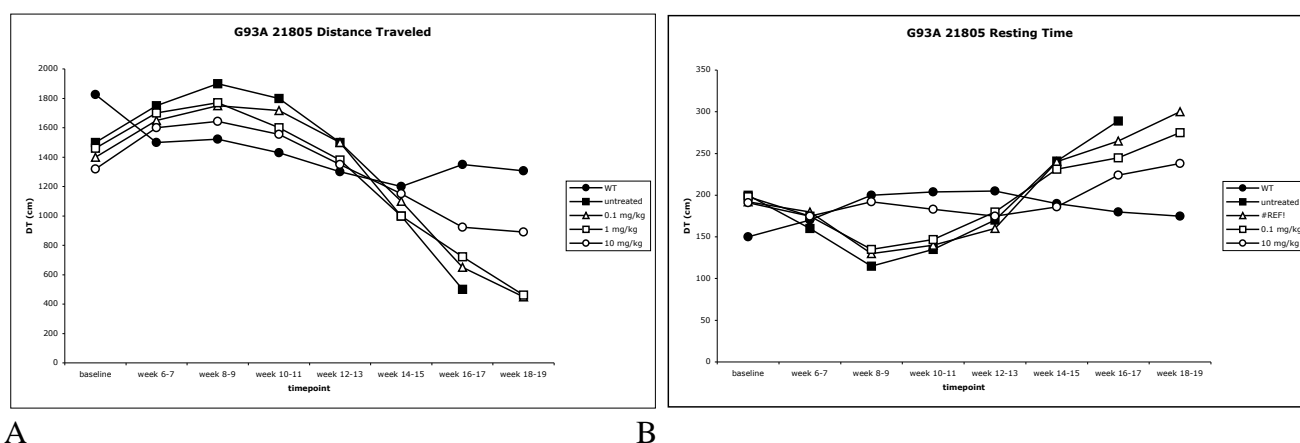 G93A 21805 Distance Traveled
2000
1800
1600
1400
1200
1000
800
600
400
200
0
DT (cm)
baseline week 6-7 week 8-9 week 10-11 week 12-13 week 14-15 week 16-17 week 18-19
timepoint
WT
untreated
0.1 mg/kg
1 mg/kg
10 mg/kg
A
G93A 21805 Resting Time
350
300
250
200
150
100
50
0
DT (cm)
baseline week 6-7 week 8-9 week 10-11 week 12-13 week 14-15 week 16-17 week 18-19
timepoint
WT
untreated
#REF!
0.1 mg/kg
10 mg/kg
B